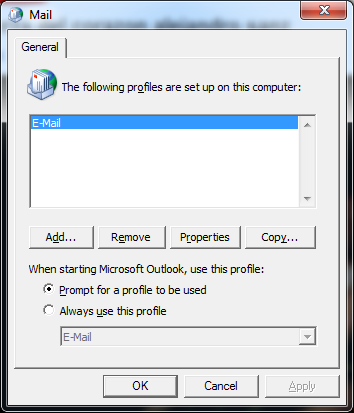 Mail
General
The following profiles are set up on this computer:
E-Mail
Add... Remove Properties Copy...
When starting Microsoft Outlook, use this profile:
Prompt for a profile to be used
Always use this profile
E-Mail
OK Cancel Apply